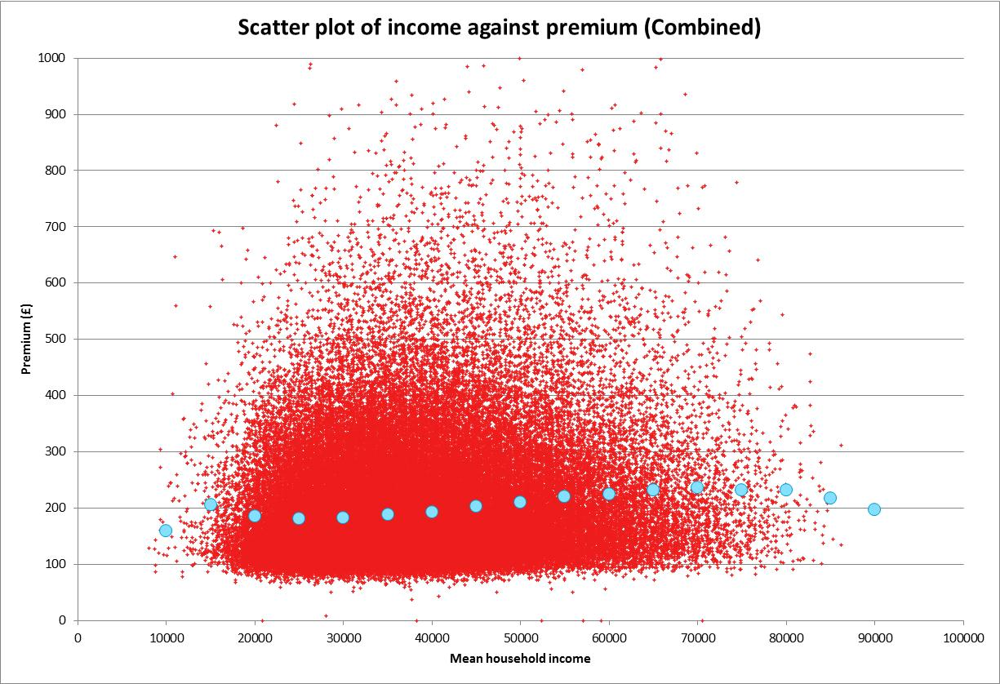 Scatter plot of income against premium (Combined)
1000
900
800
700
600
500
400
300
200
100
0
Premium (£)
0 10000 20000 30000 40000 50000 60000 70000 80000 90000 100000
Mean household income